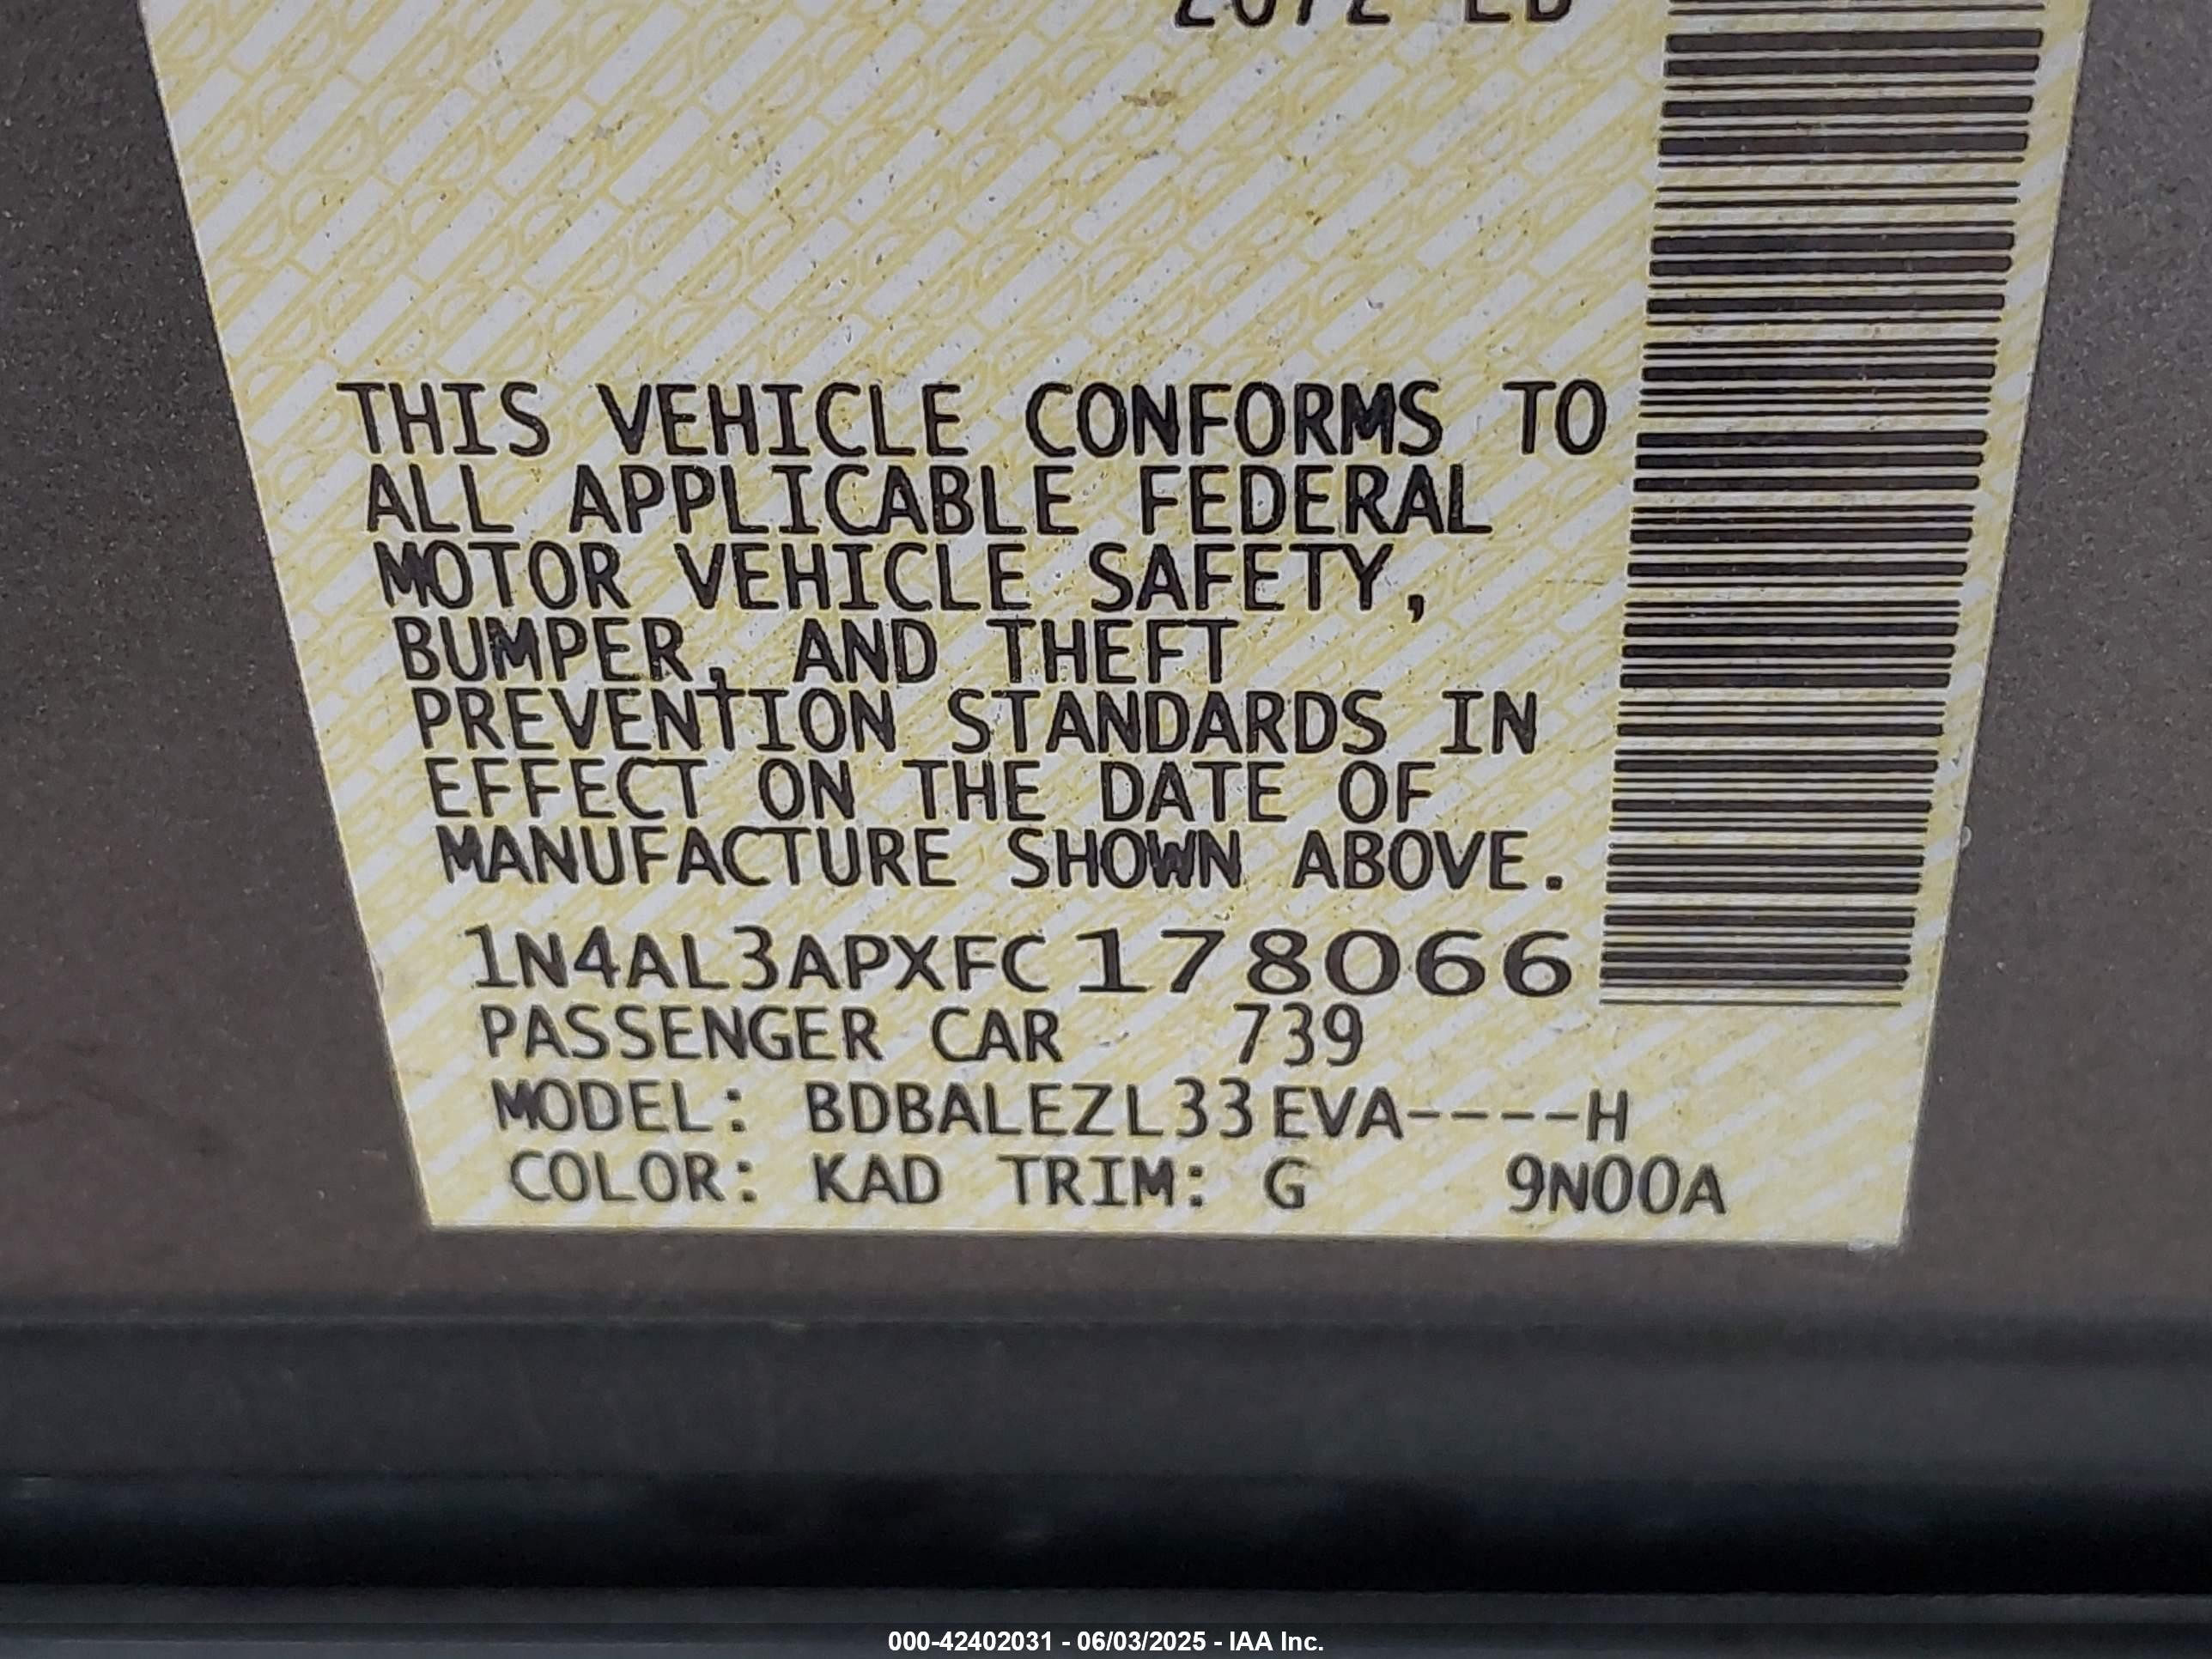 THIS VEHICLE CONFORMS TO
ALL APPLICABLE FEDERAL
MOTOR VEHICLE SAFETY,
BUMPER, AND THEFT
PREVENTION STANDARDS IN
EFFECT ON THE DATE OF
MANUFACTURE SHOWN ABOVE.
1N4AL3APXFC178066
PASSENGER CAR 739
MODEL: BDBALEZL33EVA----H
COLOR: KAD TRIM: G 9N00A
000-42402031 - 06/03/2025 - IAA Inc.